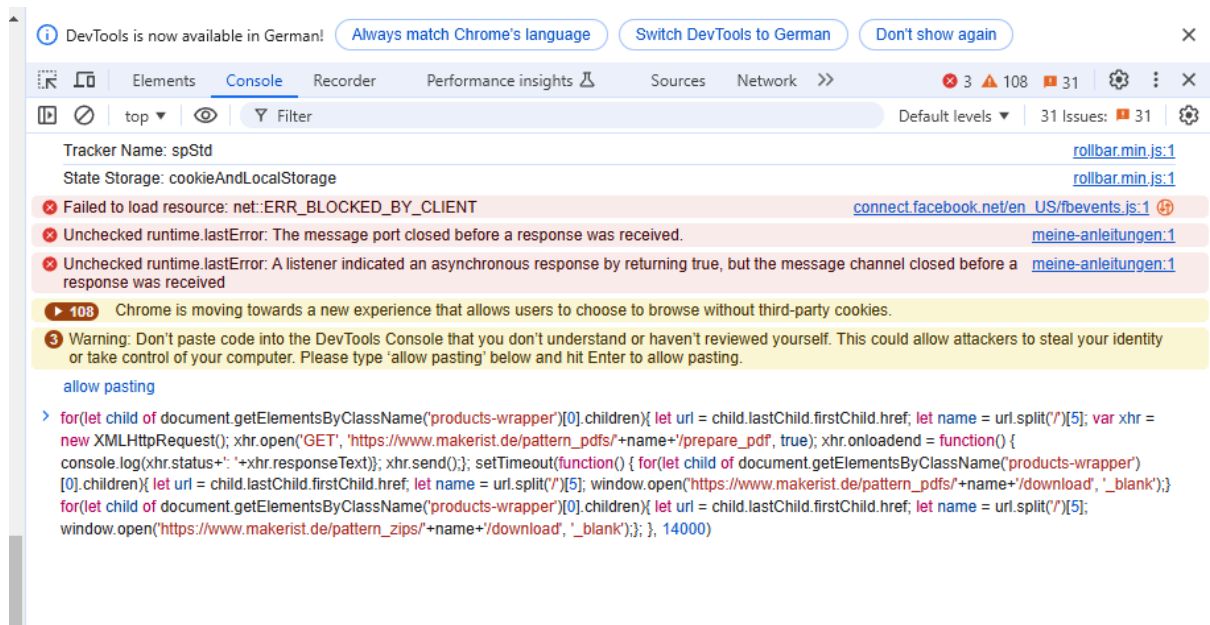 DevTools is now available in German! Always match Chrome's language Switch DevTools to German Don't show again
Elements Console Recorder Performance insights Sources Network 3 108 31
top Filter Default levels 31 Issues: 31
Tracker Name: spStd rollbar.min.js:1
State Storage: cookieAndLocalStorage rollbar.min.js:1
Failed to load resource: net::ERR_BLOCKED_BY_CLIENT connect.facebook.net/en_US/fbevents.js:1
Unchecked runtime.lastError: The message port closed before a response was received. meine-anleitungen:1
Unchecked runtime.lastError: A listener indicated an asynchronous response by returning true, but the message channel closed before a meine-anleitungen:1
response was received
108 Chrome is moving towards a new experience that allows users to choose to browse without third-party cookies.
3 Warning: Don't paste code into the DevTools Console that you don't understand or haven't reviewed yourself. This could allow attackers to steal your identity
or take control of your computer. Please type ‘allow pasting’ below and hit Enter to allow pasting.
allow pasting
for(let child of document.getElementsByClassName('products-wrapper')[0].children){ let url = child.lastChild.firstChild.href; let name = url.split('/')[5]; var xhr =
new XMLHttpRequest(); xhr.open('GET', 'https://www.makerist.de/pattern_pdfs/'+name+'/prepare_pdf', true); xhr.onloadend = function() {
console.log(xhr.status+': '+xhr.responseText)}; xhr.send();}; setTimeout(function() { for(let child of document.getElementsByClassName('products-wrapper')
[0].children){ let url = child.lastChild.firstChild.href; let name = url.split('/')[5]; window.open('https://www.makerist.de/pattern_pdfs/'+name+'/download', '_blank');}
for(let child of document.getElementsByClassName('products-wrapper')[0].children){ let url = child.lastChild.firstChild.href; let name = url.split('/')[5];
window.open('https://www.makerist.de/pattern_zips/'+name+'/download', '_blank');}; }, 14000)